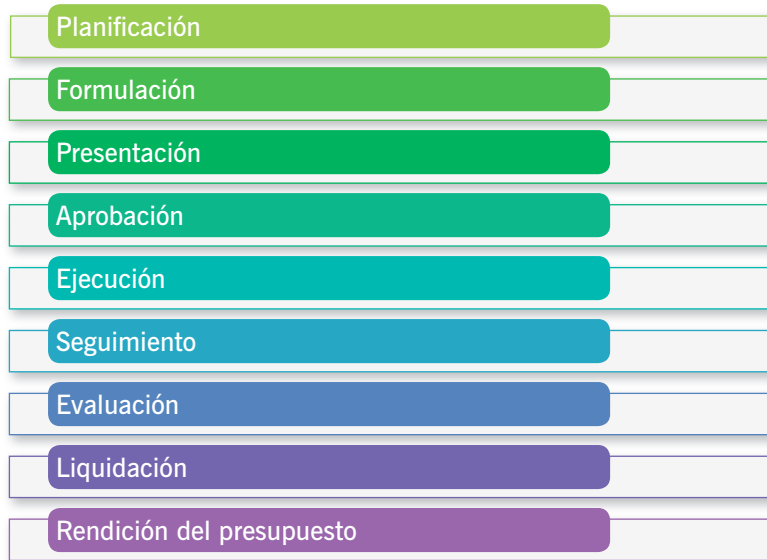 Planificación
Formulación
Presentación
Aprobación
Ejecución
Seguimiento
Evaluación
Liquidación
Rendición del presupuesto